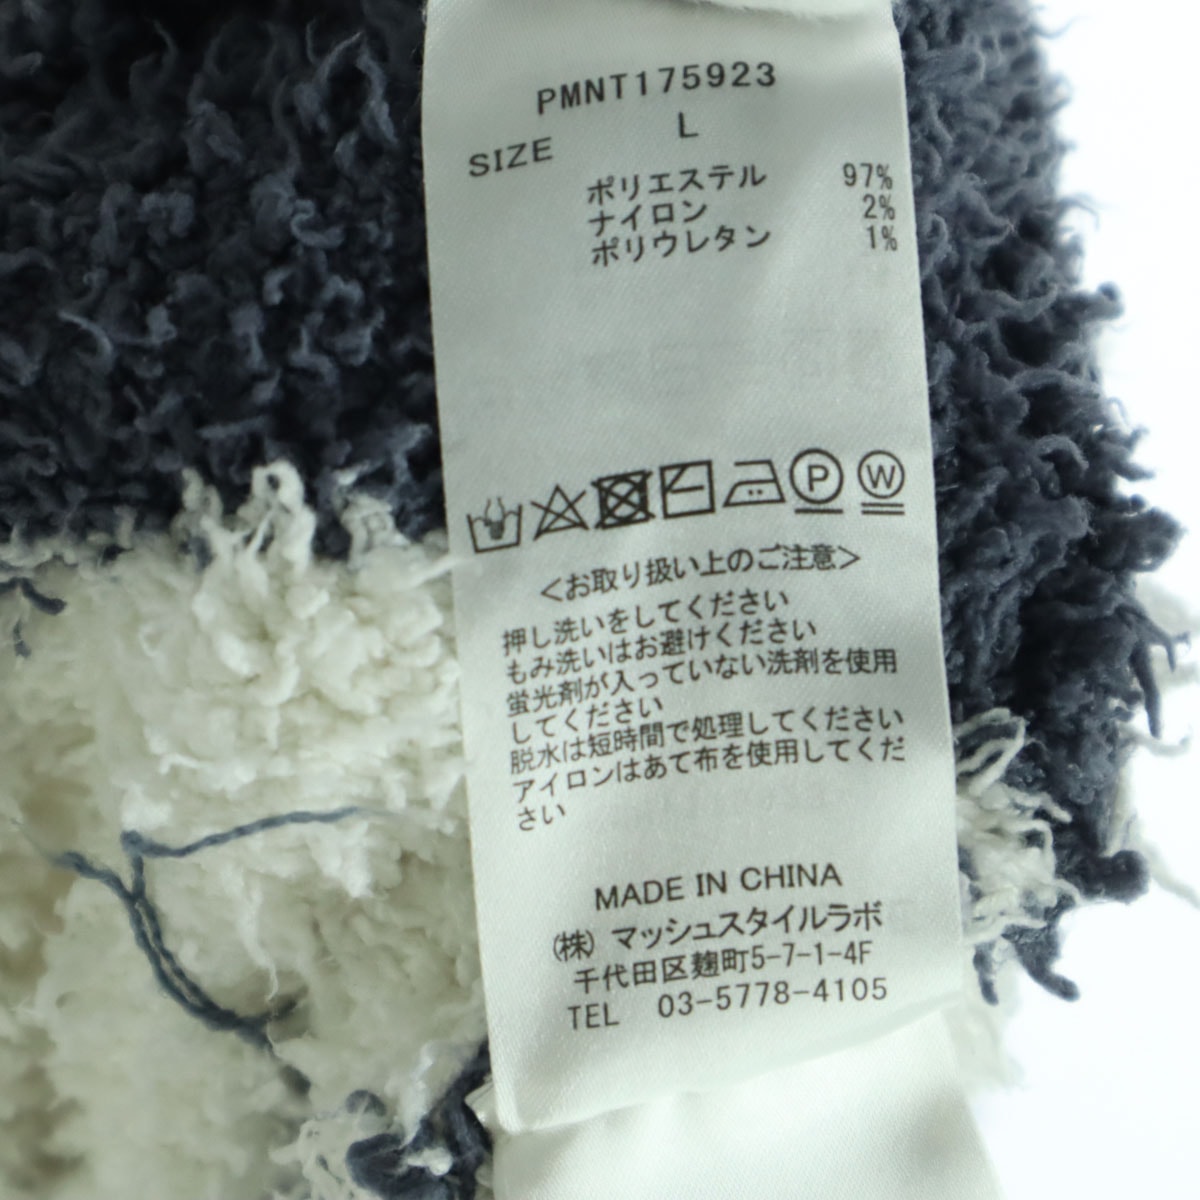 PMNT175923
SIZE L
ポリエステル 97%
ナイロン 2%
ポリウレタン 1%
P W
<お取り扱い上のご注意>
押し洗いをしてください
もみ洗いはお避けください
蛍光剤が入っていない洗剤を使用
してください
脱水は短時間で処理してください
アイロンはあて布を使用してくだ
さい
MADE IN CHINA
(株) マッシュスタイルラボ
千代田区麹町5-7-1-4F
TEL 03-5778-4105